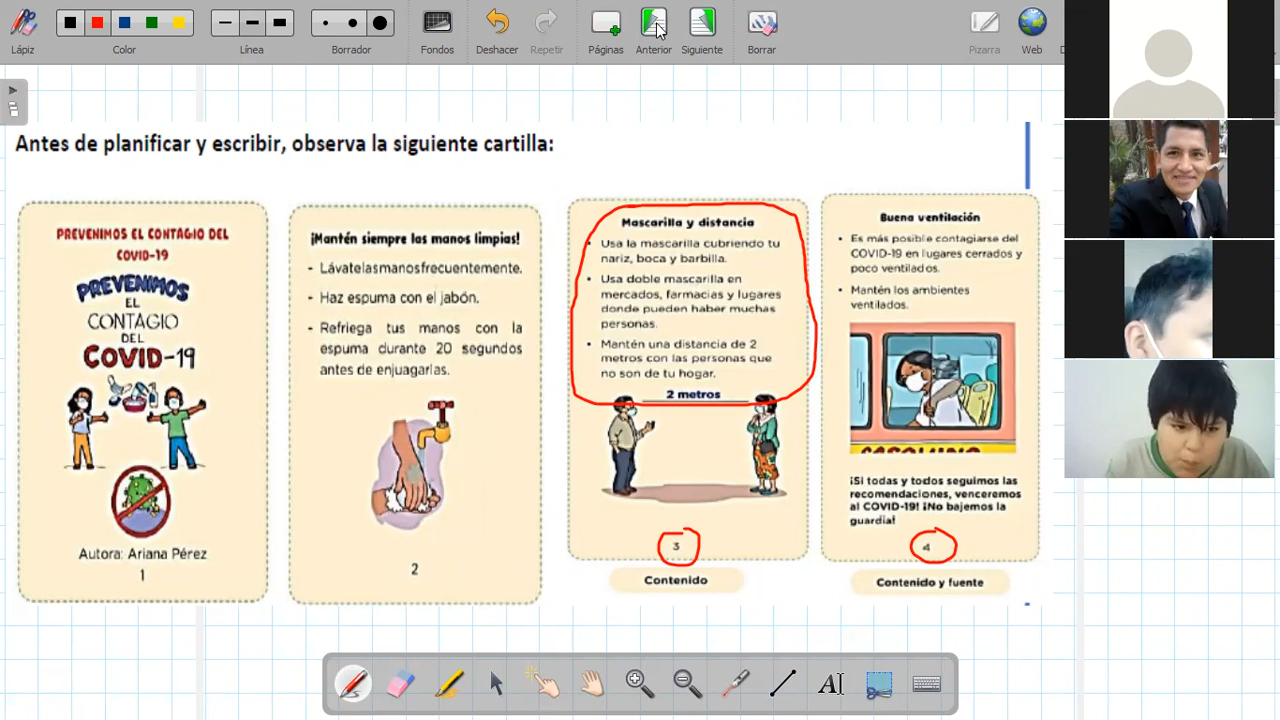 Lápiz
Color
Línea
Borrador
Fondos
Deshacer
Repetir
Páginas
Anterior
Siguiente
Borrar
Pizarra
Web
Antes de planificar y escribir, observa la siguiente cartilla:
PREVENIMOS EL CONTAGIO DEL
COVID-19
PREVENIMOS
EL
CONTAGIO
DEL
COVID-19
Autora: Ariana Pérez
1
¡Mantén siempre las manos limpias!
- Lávatelasmanosfrecuentemente.
- Haz espuma con el jabón.
- Refriega tus manos con la
espuma durante 20 segundos
antes de enjuagarlas.
2
Mascarilla y distancia
• Usa la mascarilla cubriendo tu
nariz, boca y barbilla.
• Usa doble mascarilla en
mercados, farmacias y lugares
donde pueden haber muchas
personas.
• Mantén una distancia de 2
metros con las personas que
no son de tu hogar.
2 metros
3
Contenido
Buena ventilación
• Es más posible contagiarse del
COVID-19 en lugares cerrados y
poco ventilados.
• Mantén los ambientes
ventilados.
¡Si todas y todos seguimos las
recomendaciones, venceremos
al COVID-19! ¡No bajemos la
guardia!
4
Contenido y fuente